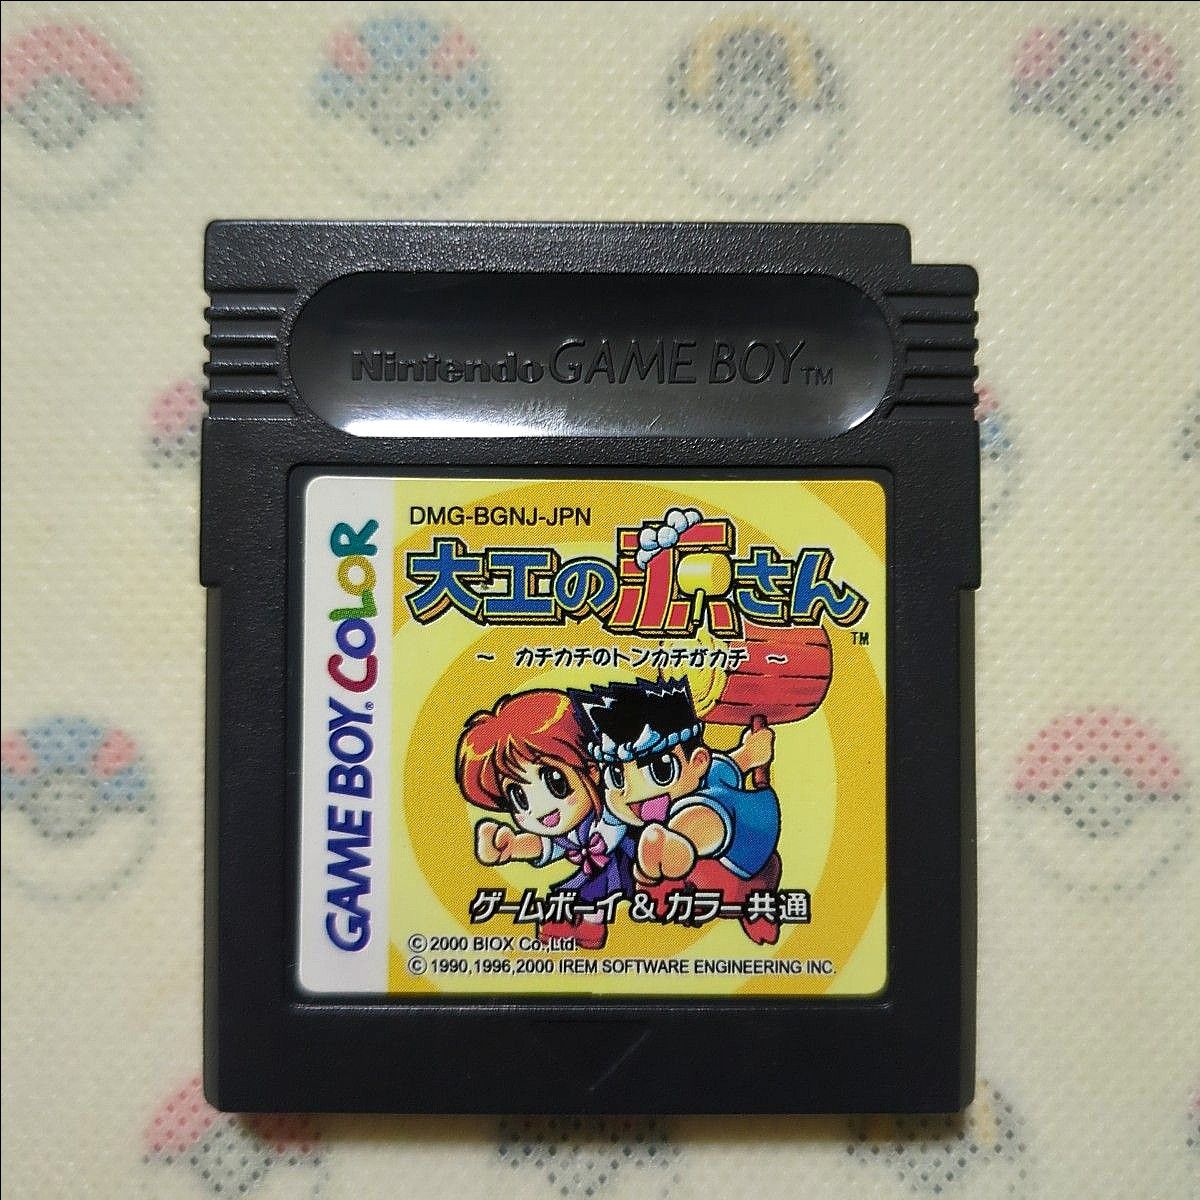 Nintendo GAME BOY™
GAME BOY® COLOR
DMG-BGNJ-JPN
大工の源さん™
～ カチカチのトンカチがカチ ～
ゲームボーイ&カラー共通
©2000 BIOX Co.,Ltd.
©1990,1996,2000 IREM SOFTWARE ENGINEERING INC.